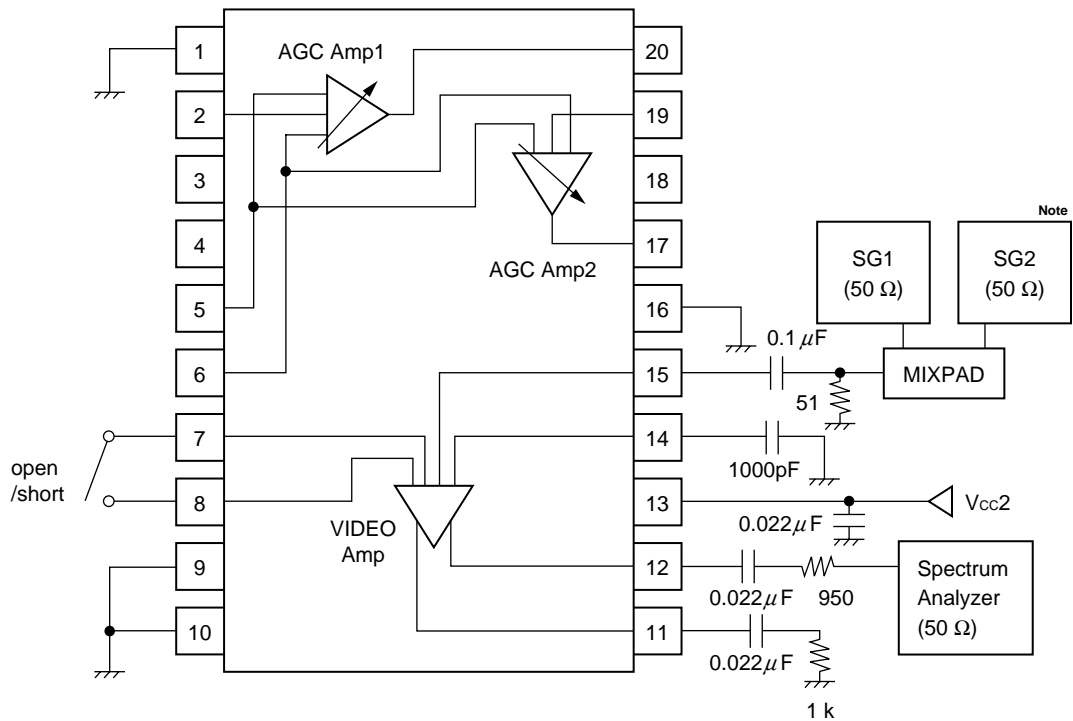 1
AGC Amp1
20
2
19
3
18
4
17
AGC Amp2
5
16
6
15
7
14
open
/short
8
13
VIDEO
Amp
9
12
10
11
Note
SG1
(50 Ω)
SG2
(50 Ω)
0.1 μF
MIXPAD
51
1000pF
VCC2
0.022 μF
0.022 μF
950
Spectrum
Analyzer
(50 Ω)
0.022 μF
1 k